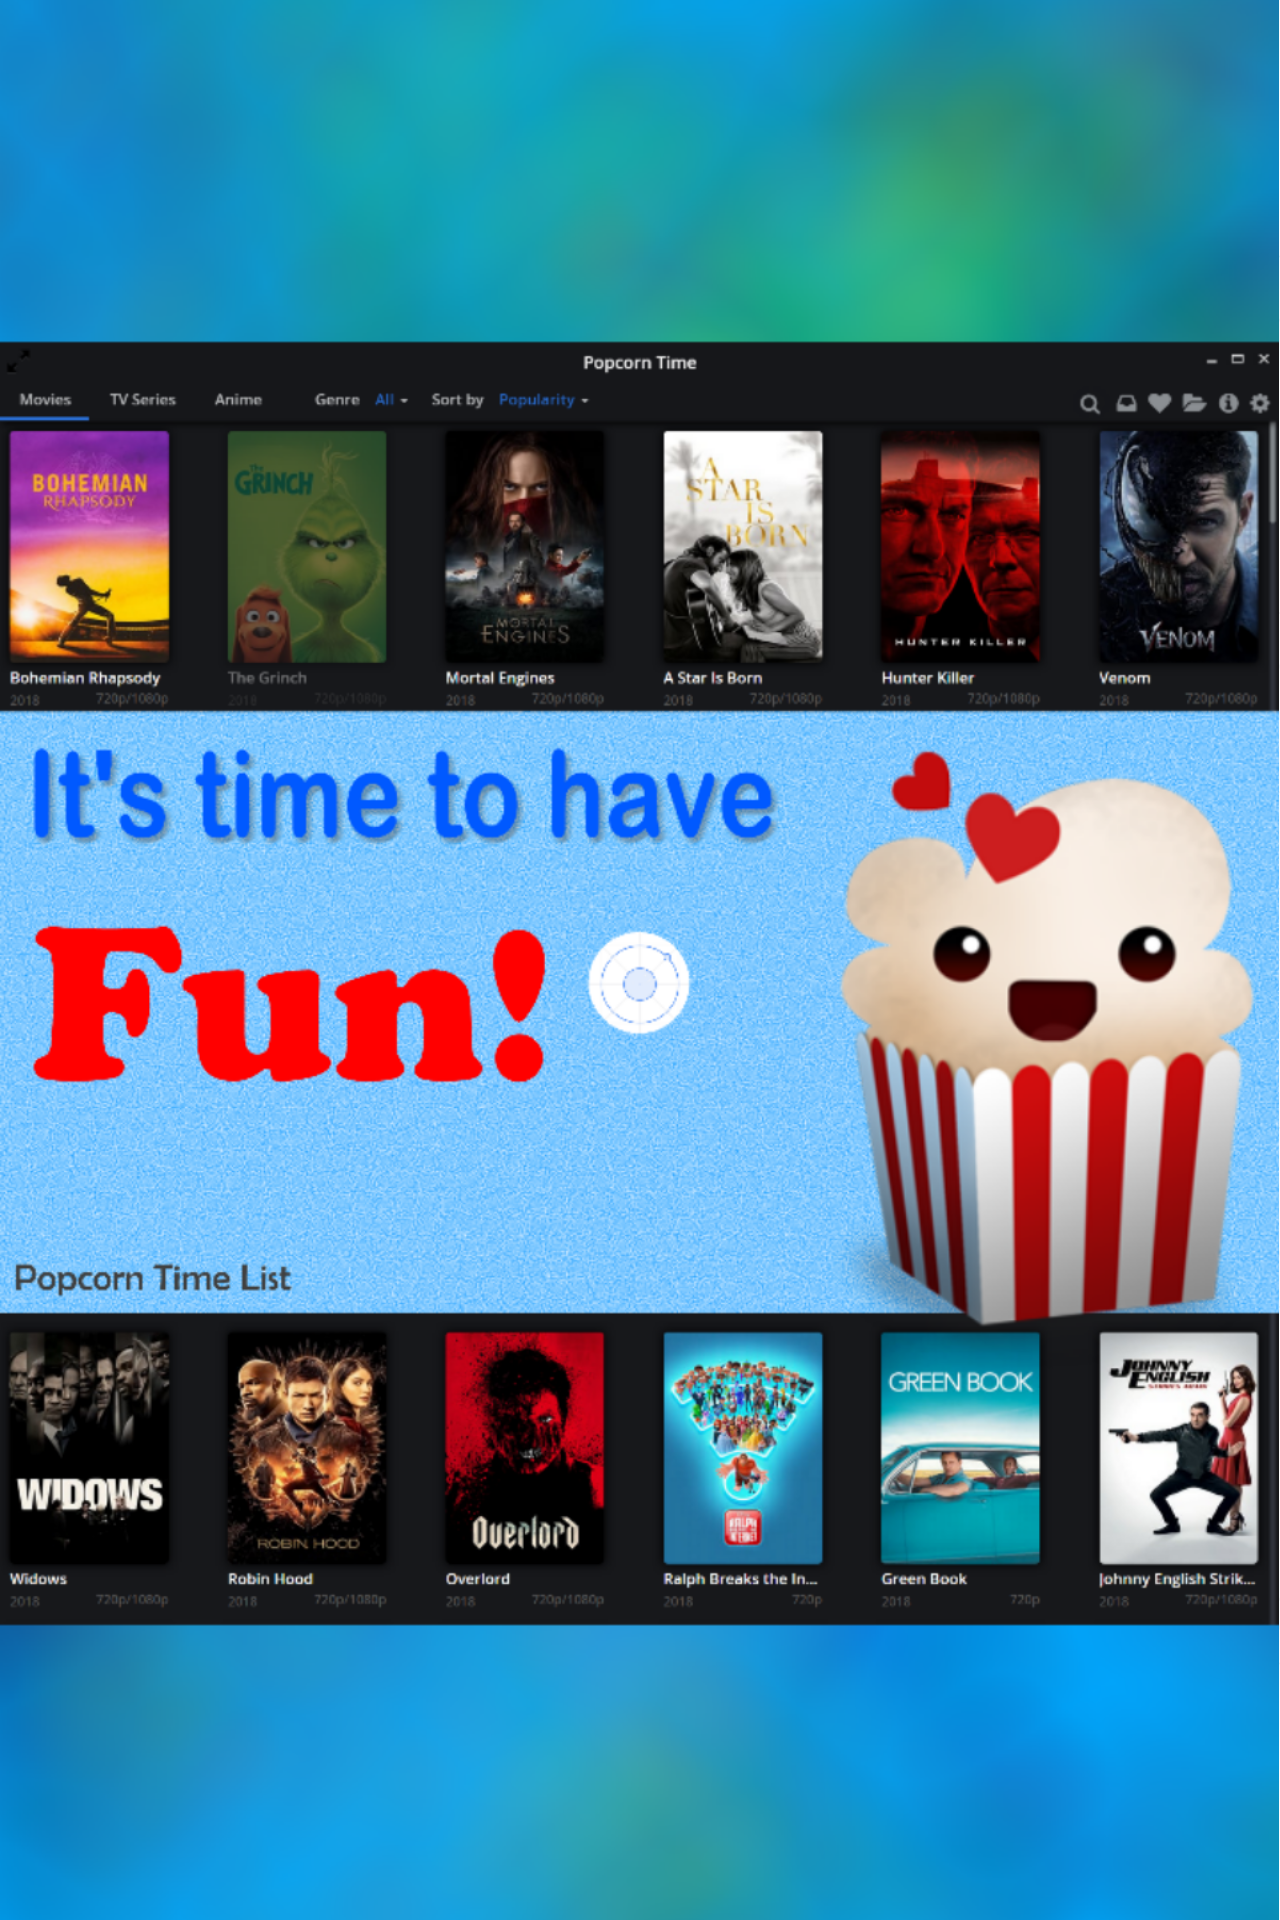 Popcorn Time
Movies TV Series Anime Genre All Sort by Popularity
BOHEMIAN
RHAPSODY
the
GRINCH
MORTAL
ENGINES
A
STAR
IS
BORN
HUNTER KILLER
VENOM
Bohemian Rhapsody The Grinch Mortal Engines A Star Is Born Hunter Killer Venom
2018 720p/1080p 2018 720p/1080p 2018 720p/1080p 2018 720p/1080p 2018 720p/1080p 2018 720p/1080p
It's time to have
Fun!
Popcorn Time List
WIDOWS
ROBIN HOOD
Overlord
RALPH
INTERNET
GREEN BOOK
JOHNNY
ENGLISH
STRIKES AGAIN
Widows Robin Hood Overlord Ralph Breaks the In... Green Book Johnny English Strik...
2018 720p/1080p 2018 720p/1080p 2018 720p/1080p 2018 720p 2018 720p 2018 720p/1080p